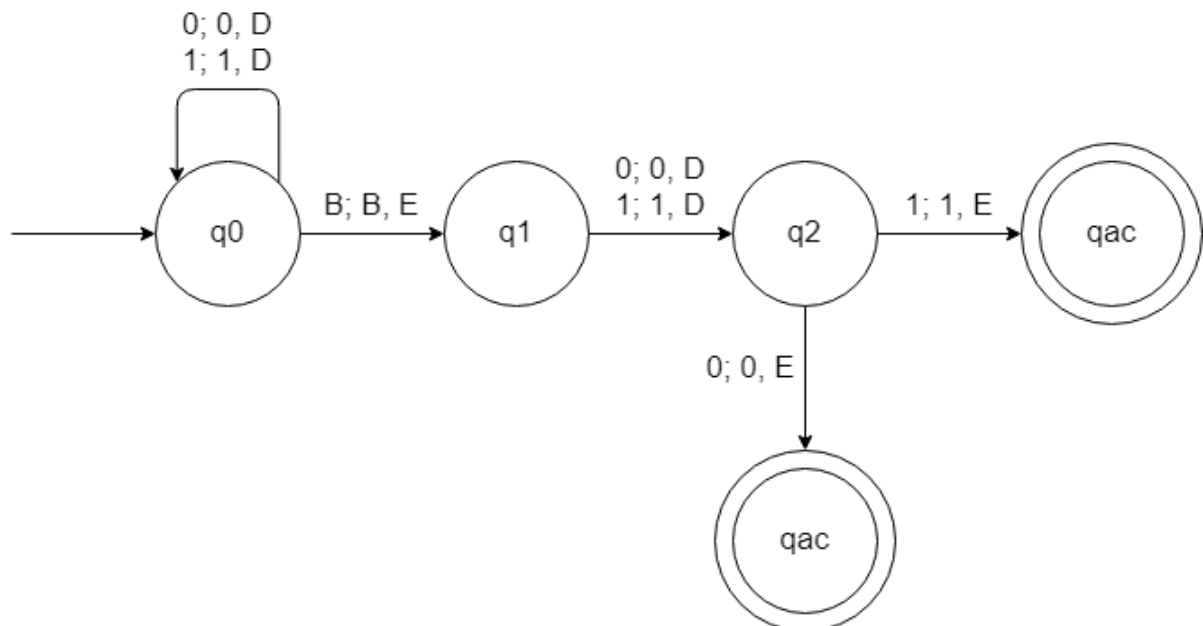 0; 0, D
1; 1, D
q0
B; B, E
q1
0; 0, D
1; 1, D
q2
1; 1, E
qac
0; 0, E
qac